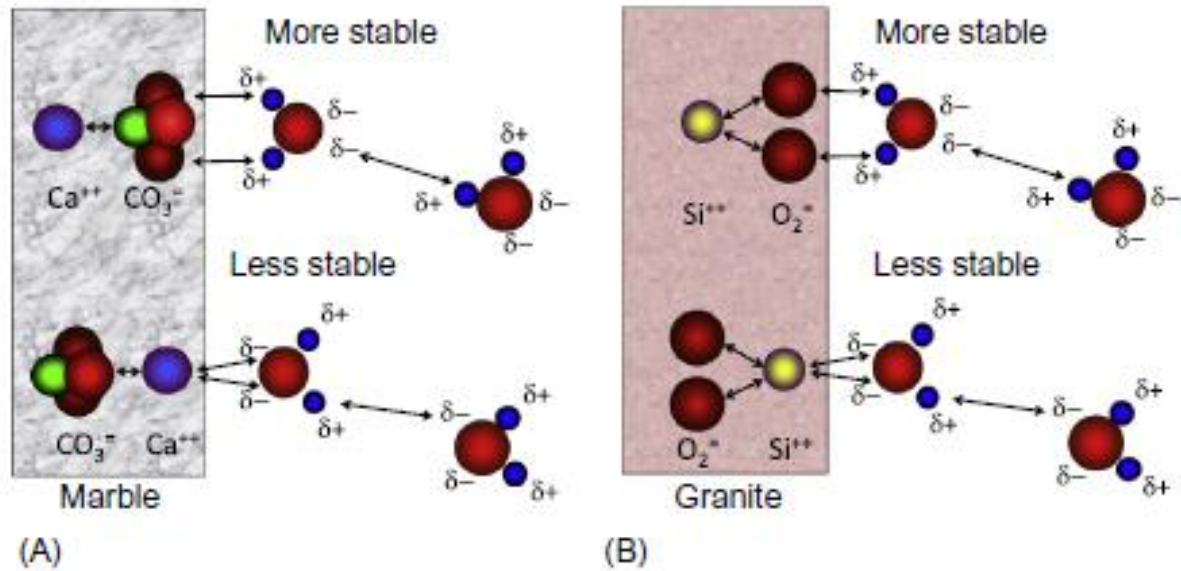 More stable
δ+
δ−
δ−
δ+
δ+
δ+
δ−
δ−
Ca⁺⁺ CO₃⁼
Less stable
δ+
δ−
δ−
δ+
δ−
δ+
δ−
δ+
CO₃⁼ Ca⁺⁺
Marble
(A)
More stable
δ+
δ−
δ−
δ+
δ+
δ+
δ−
δ−
Si⁺⁺ O₂⁼
Less stable
δ+
δ−
δ−
δ+
δ−
δ+
δ−
δ+
O₂⁼ Si⁺⁺
Granite
(B)